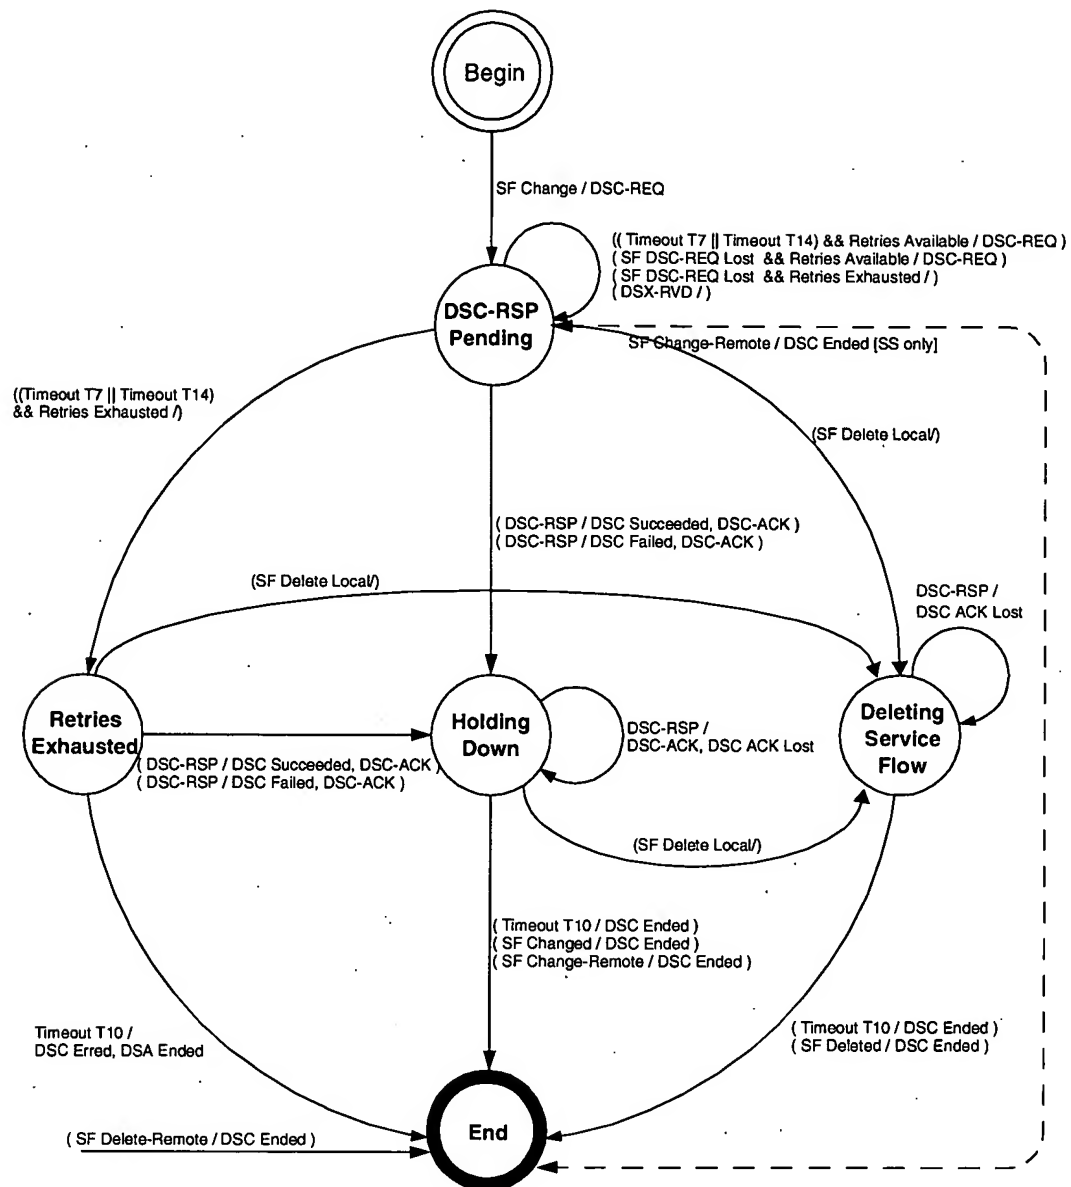 Begin
SF Change / DSC-REQ
(( Timeout T7 || Timeout T14) && Retries Available / DSC-REQ )
( SF DSC-REQ Lost && Retries Available / DSC-REQ )
( SF DSC-REQ Lost && Retries Exhausted / )
( DSX-RVD / )
DSC-RSP
Pending
SF Change-Remote / DSC Ended [SS only]
((Timeout T7 || Timeout T14)
&& Retries Exhausted /)
(SF Delete Local/)
( DSC-RSP / DSC Succeeded, DSC-ACK )
( DSC-RSP / DSC Failed, DSC-ACK )
(SF Delete Local/)
DSC-RSP /
DSC ACK Lost
Retries
Exhausted
Holding
Down
DSC-RSP /
DSC-ACK, DSC ACK Lost
Deleting
Service
Flow
( DSC-RSP / DSC Succeeded, DSC-ACK )
( DSC-RSP / DSC Failed, DSC-ACK )
(SF Delete Local/)
( Timeout T10 / DSC Ended )
( SF Changed / DSC Ended )
( SF Change-Remote / DSC Ended )
Timeout T10 /
DSC Erred, DSA Ended
( Timeout T10 / DSC Ended )
( SF Deleted / DSC Ended )
End
( SF Delete-Remote / DSC Ended )